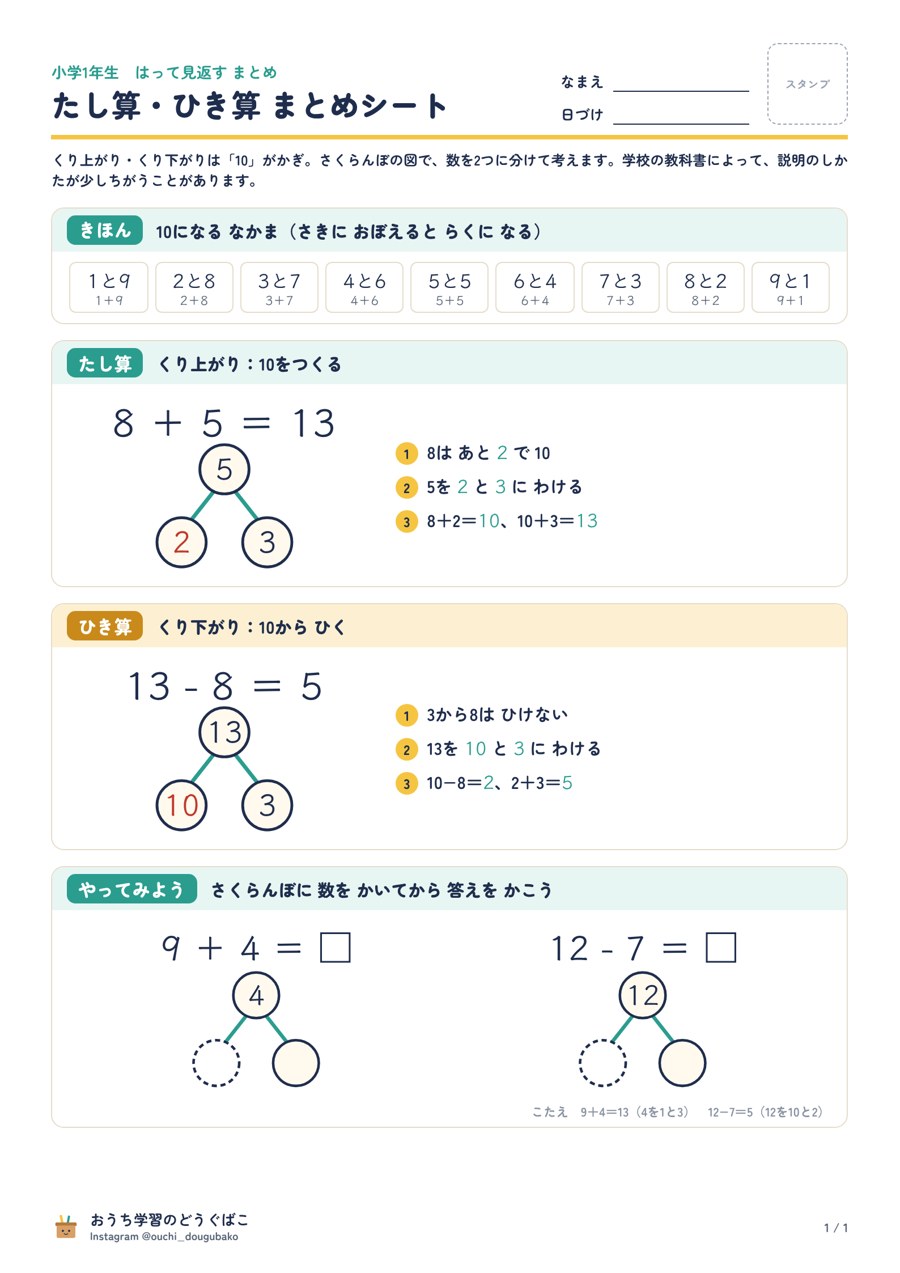 小学1年生　はって見返す まとめ
たし算・ひき算 まとめシート
なまえ
日づけ
スタンプ
くり上がり・くり下がりは「10」がかぎ。さくらんぼの図で、数を2つに分けて考えます。学校の教科書によって、説明のしか
たが少しちがうことがあります。
きほん 10になる なかま（さきに おぼえると らくに なる）
1と9 2と8 3と7 4と6 5と5 6と4 7と3 8と2 9と1
1+9 2+8 3+7 4+6 5+5 6+4 7+3 8+2 9+1
たし算 くり上がり：10をつくる
8 + 5 = 13
5
2 3
1 8は あと 2 で 10
2 5を 2 と 3 に わける
3 8＋2＝10、10＋3＝13
ひき算 くり下がり：10から ひく
13 - 8 = 5
13
10 3
1 3から8は ひけない
2 13を 10 と 3 に わける
3 10−8＝2、2＋3＝5
やってみよう さくらんぼに 数を かいてから 答えを かこう
9 + 4 = □
4
12 - 7 = □
12
こたえ　9＋4＝13（4を1と3）　12−7＝5（12を10と2）
おうち学習のどうぐばこ
Instagram @ouchi_dougubako
1 / 1